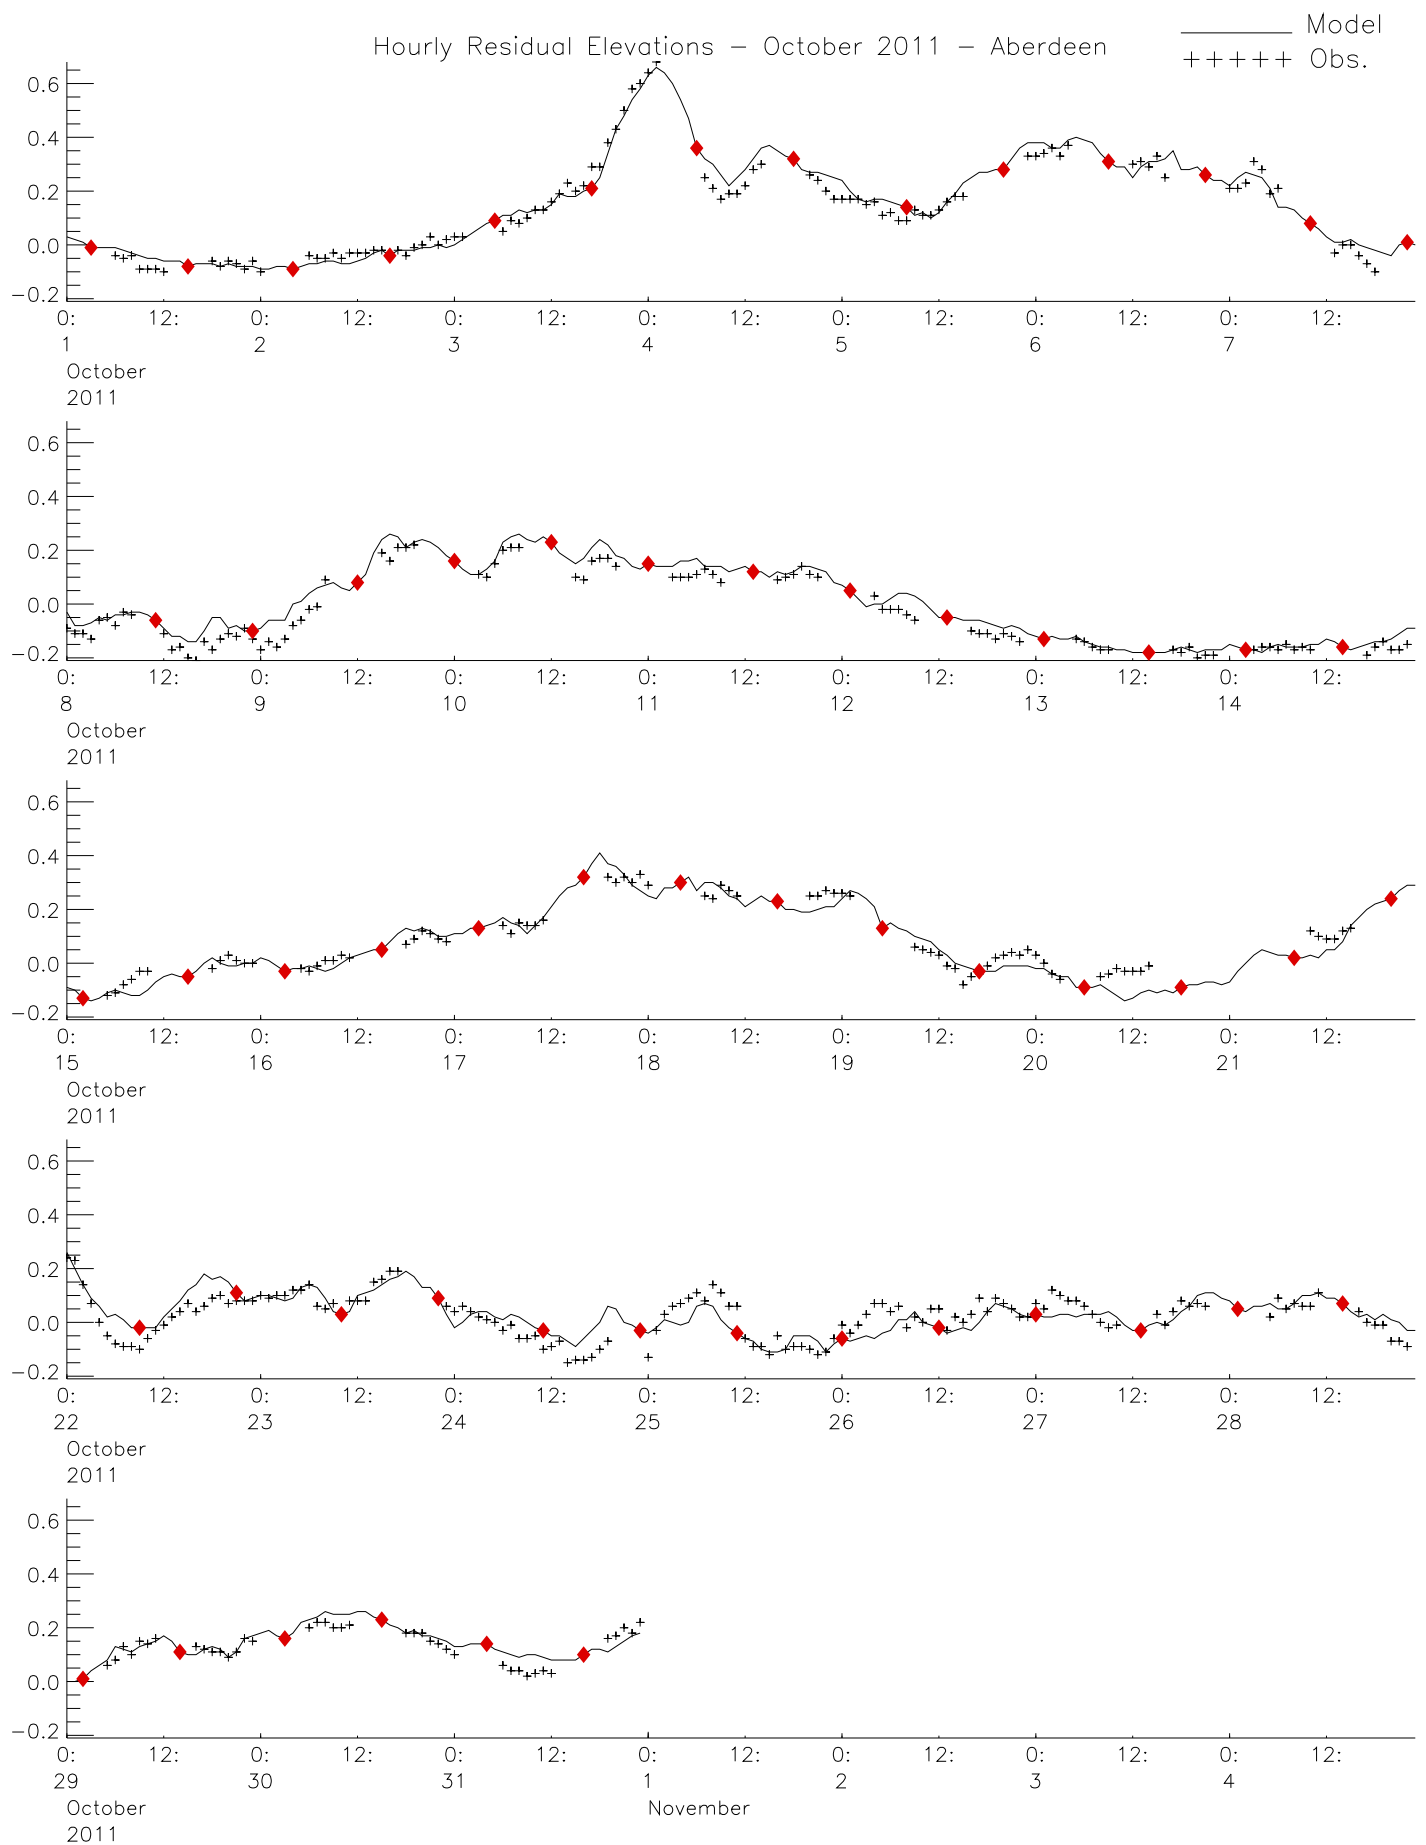 Hourly Residual Elevations – October 2011 – Aberdeen
Model
+++++ Obs.
0.6
0.4
0.2
0.0
−0.2
0: 12: 0: 12: 0: 12: 0: 12: 0: 12: 0: 12: 0: 12:
1 2 3 4 5 6 7
October
2011
0.6
0.4
0.2
0.0
−0.2
0: 12: 0: 12: 0: 12: 0: 12: 0: 12: 0: 12: 0: 12:
8 9 10 11 12 13 14
October
2011
0.6
0.4
0.2
0.0
−0.2
0: 12: 0: 12: 0: 12: 0: 12: 0: 12: 0: 12: 0: 12:
15 16 17 18 19 20 21
October
2011
0.6
0.4
0.2
0.0
−0.2
0: 12: 0: 12: 0: 12: 0: 12: 0: 12: 0: 12: 0: 12:
22 23 24 25 26 27 28
October
2011
0.6
0.4
0.2
0.0
−0.2
0: 12: 0: 12: 0: 12: 0: 12: 0: 12: 0: 12: 0: 12:
29 30 31 1 2 3 4
October November
2011